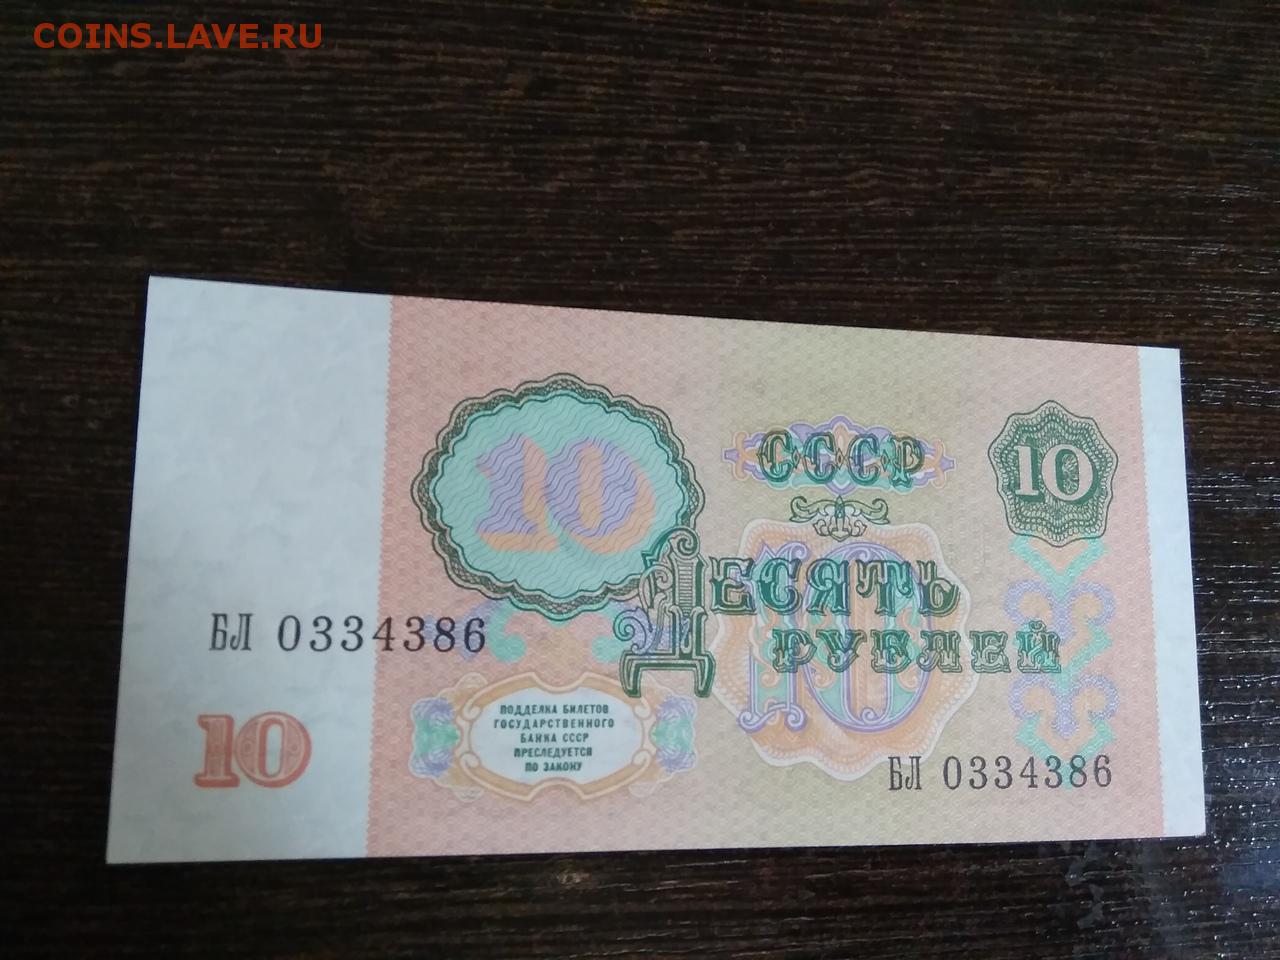 COINS.LAVE.RU
10
СССР
10
ДЕСЯТЬ
РУБЛЕЙ
10
БЛ 0334386
ПОДДЕЛКА БИЛЕТОВ
ГОСУДАРСТВЕННОГО
БАНКА СССР
ПРЕСЛЕДУЕТСЯ
ПО ЗАКОНУ
10
БЛ 0334386